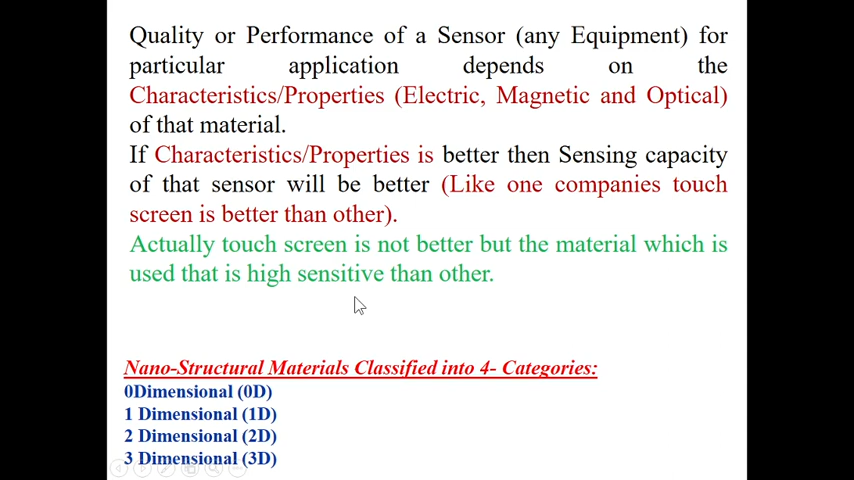 Quality or Performance of a Sensor (any Equipment) for
particular application depends on the
Characteristics/Properties (Electric, Magnetic and Optical)
of that material.
If Characteristics/Properties is better then Sensing capacity
of that sensor will be better (Like one companies touch
screen is better than other).
Actually touch screen is not better but the material which is
used that is high sensitive than other.
Nano-Structural Materials Classified into 4- Categories:
0Dimensional (0D)
1 Dimensional (1D)
2 Dimensional (2D)
3 Dimensional (3D)